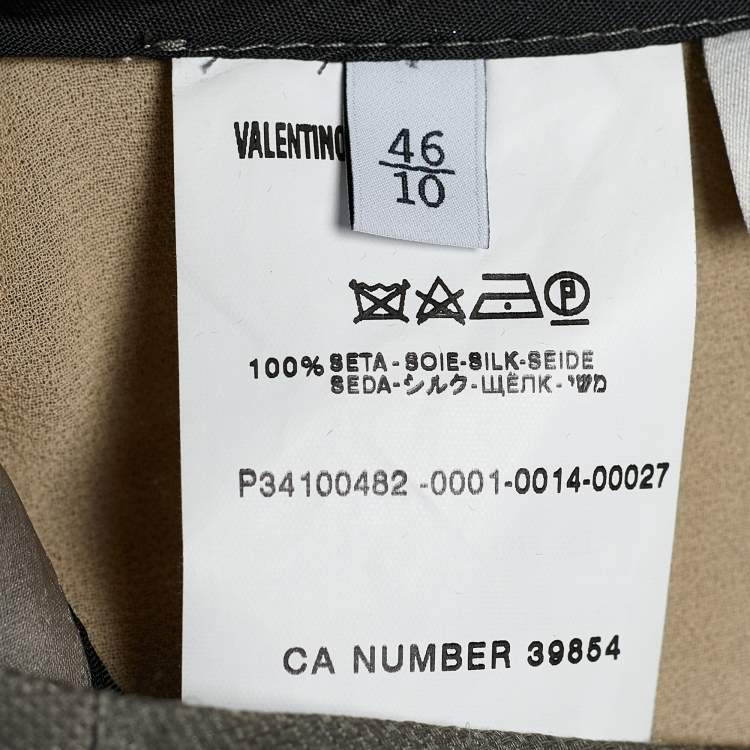 VALENTINO
46
10
P
100% SETA-SOIE-SILK-SEIDE
SEDA-シルク-ЩЁЛК-משי
P34100482 -0001-0014-00027
CA NUMBER 39854